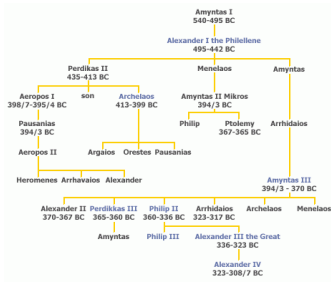 Amyntas I
540-495 BC
Alexander I the Philellene
495-442 BC
Perdikas II
435-413 BC
Menelaos
Amyntas
Aeropos I
398/7-395/4 BC
son
Archelaos
413-399 BC
Amyntas II Mikros
394/3 BC
Pausanias
394/3 BC
Philip
Ptolemy
367-365 BC
Arrhidaios
Aeropos II
Argaios
Orestes
Pausanias
Heromenes
Arrhavaios
Alexander
Amyntas III
394/3 - 370 BC
Alexander II
370-367 BC
Perdikkas III
365-360 BC
Philip II
360-336 BC
Arrhidaios
323-317 BC
Archelaos
Menelaos
Amyntas
Philip III
Alexander III the Great
336-323 BC
Alexander IV
323-308/7 BC